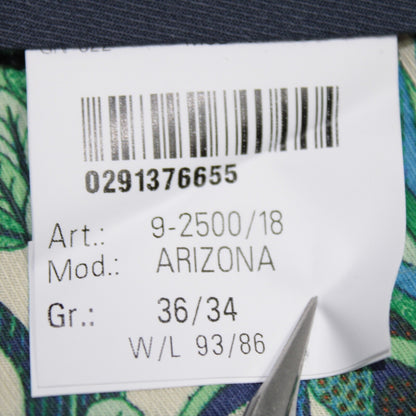 0291376655
Art.: 9-2500/18
Mod.: ARIZONA
Gr.: 36/34
W/L 93/86